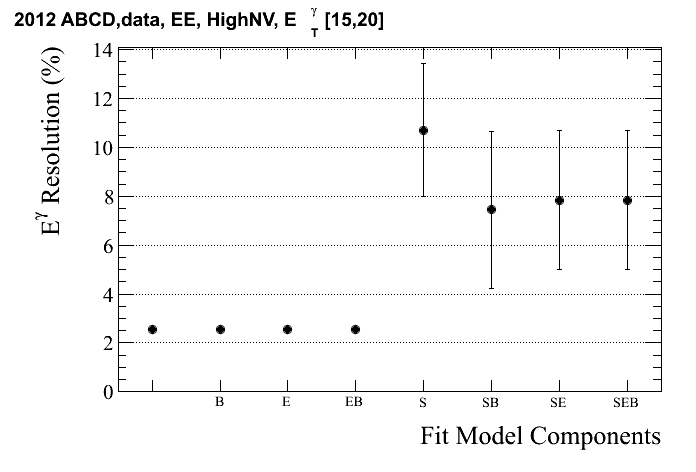 2012 ABCD,data, EE, HighNV, E γ T [15,20]
E γ Resolution (%)
14
12
10
8
6
4
2
0
B E EB S SB SE SEB
Fit Model Components